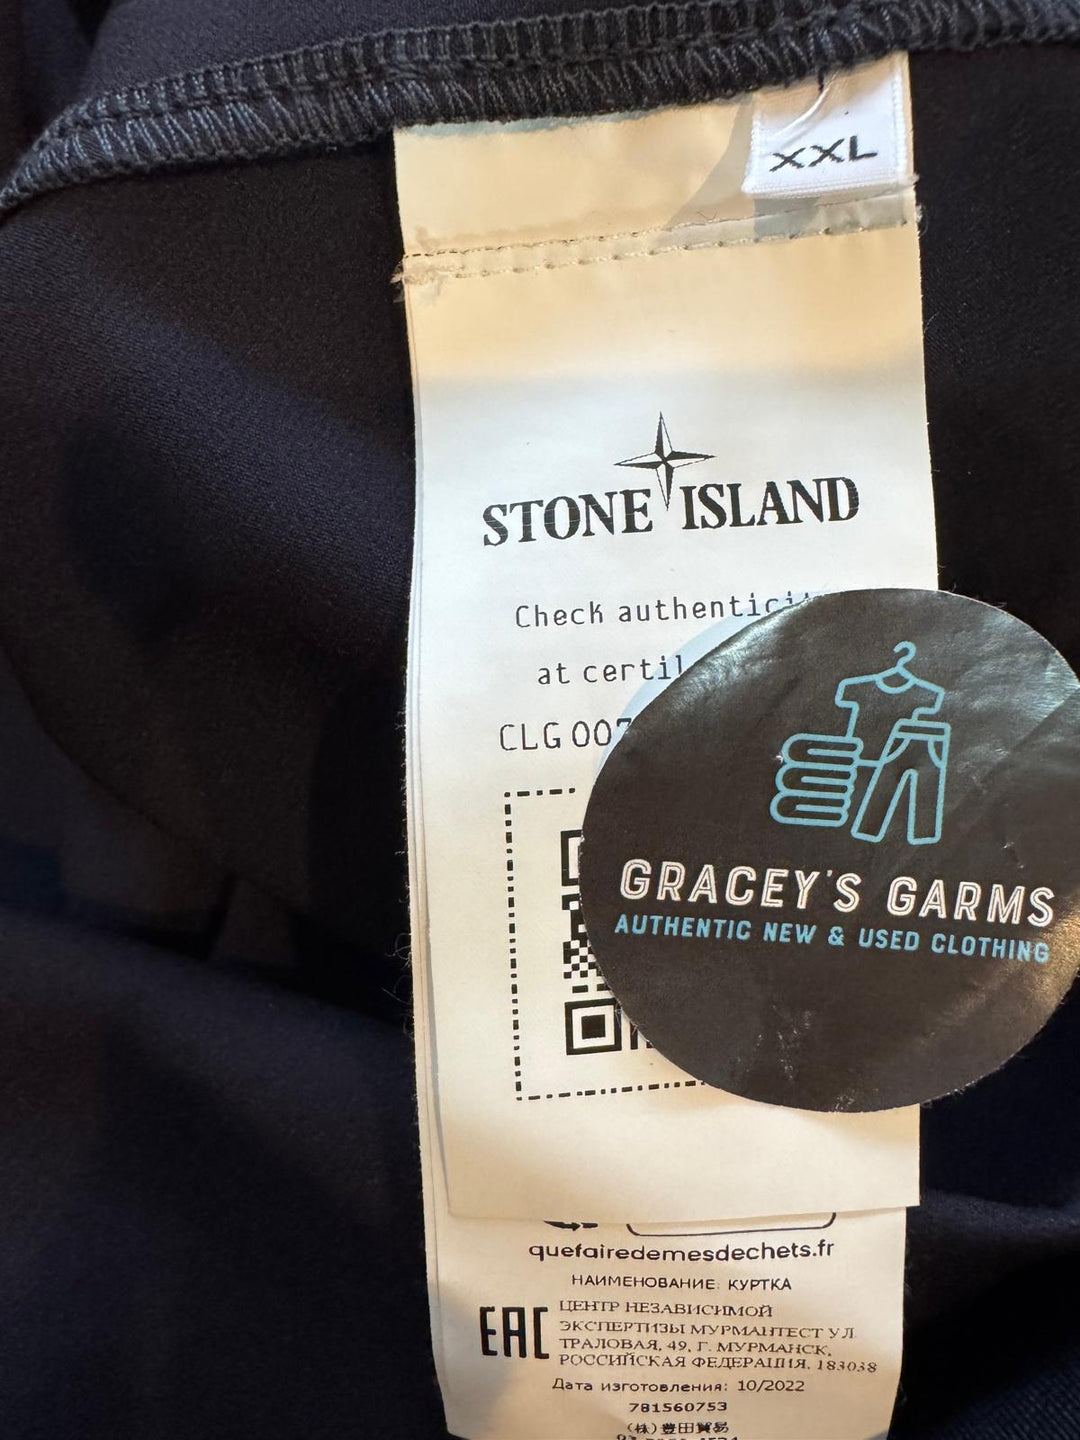 XXL
STONE ISLAND
Check authenticity
at certil
CLG 007
GRACEY'S GARMS
AUTHENTIC NEW & USED CLOTHING
quefairedemesdechets.fr
НАИМЕНОВАНИЕ: КУРТКА
EAC
ЦЕНТР НЕЗАВИСИМОЙ
ЭКСПЕРТИЗЫ МУРМАНТЕСТ УЛ.
ТРАЛОВАЯ, 49, Г. МУРМАНСК,
РОССИЙСКАЯ ФЕДЕРАЦИЯ, 183038
Дата изготовления: 10/2022
781560753
(株)豊田貿易